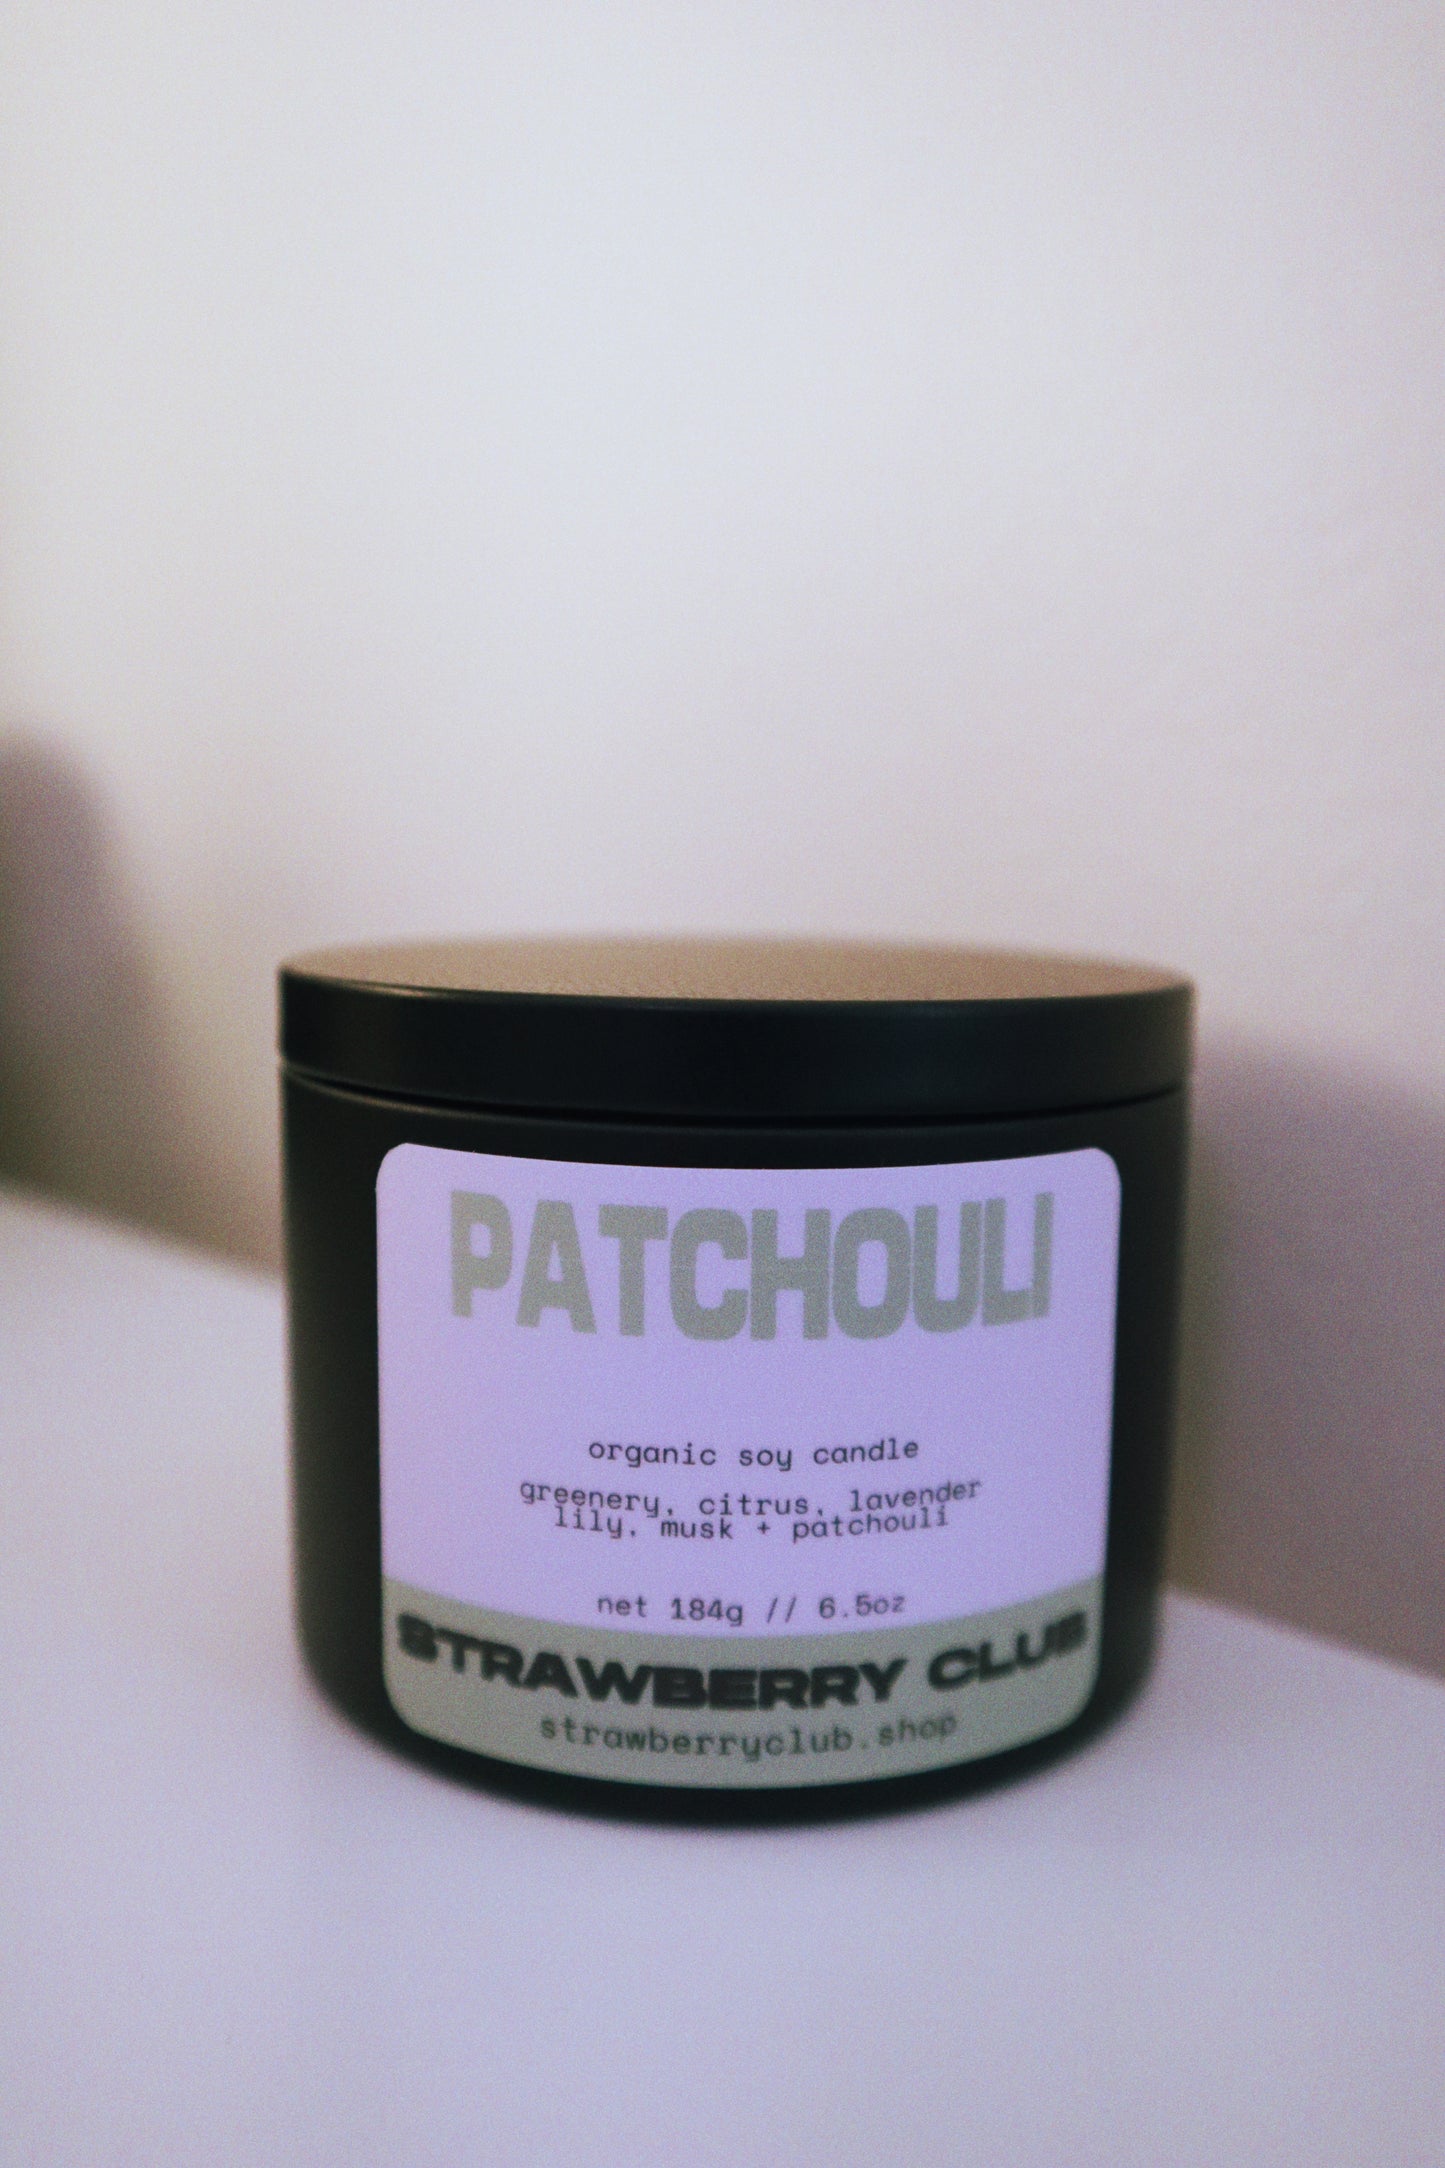 PATCHOULI
organic soy candle
greenery, citrus, lavender
lily, musk + patchouli
net 184g // 6.5oz
STRAWBERRY CLUB
strawberryclub.shop